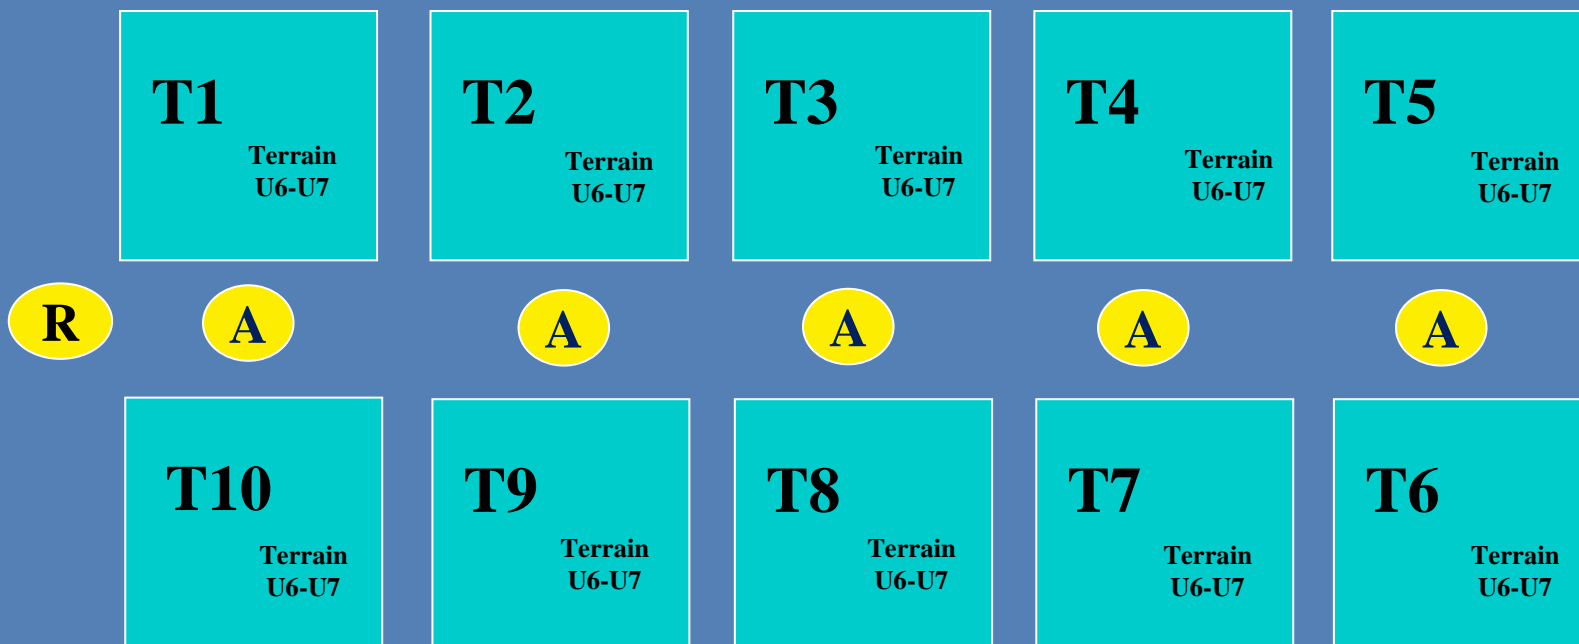 T1
Terrain
U6-U7
T2
Terrain
U6-U7
T3
Terrain
U6-U7
T4
Terrain
U6-U7
T5
Terrain
U6-U7
R
A
A
A
A
A
T10
Terrain
U6-U7
T9
Terrain
U6-U7
T8
Terrain
U6-U7
T7
Terrain
U6-U7
T6
Terrain
U6-U7